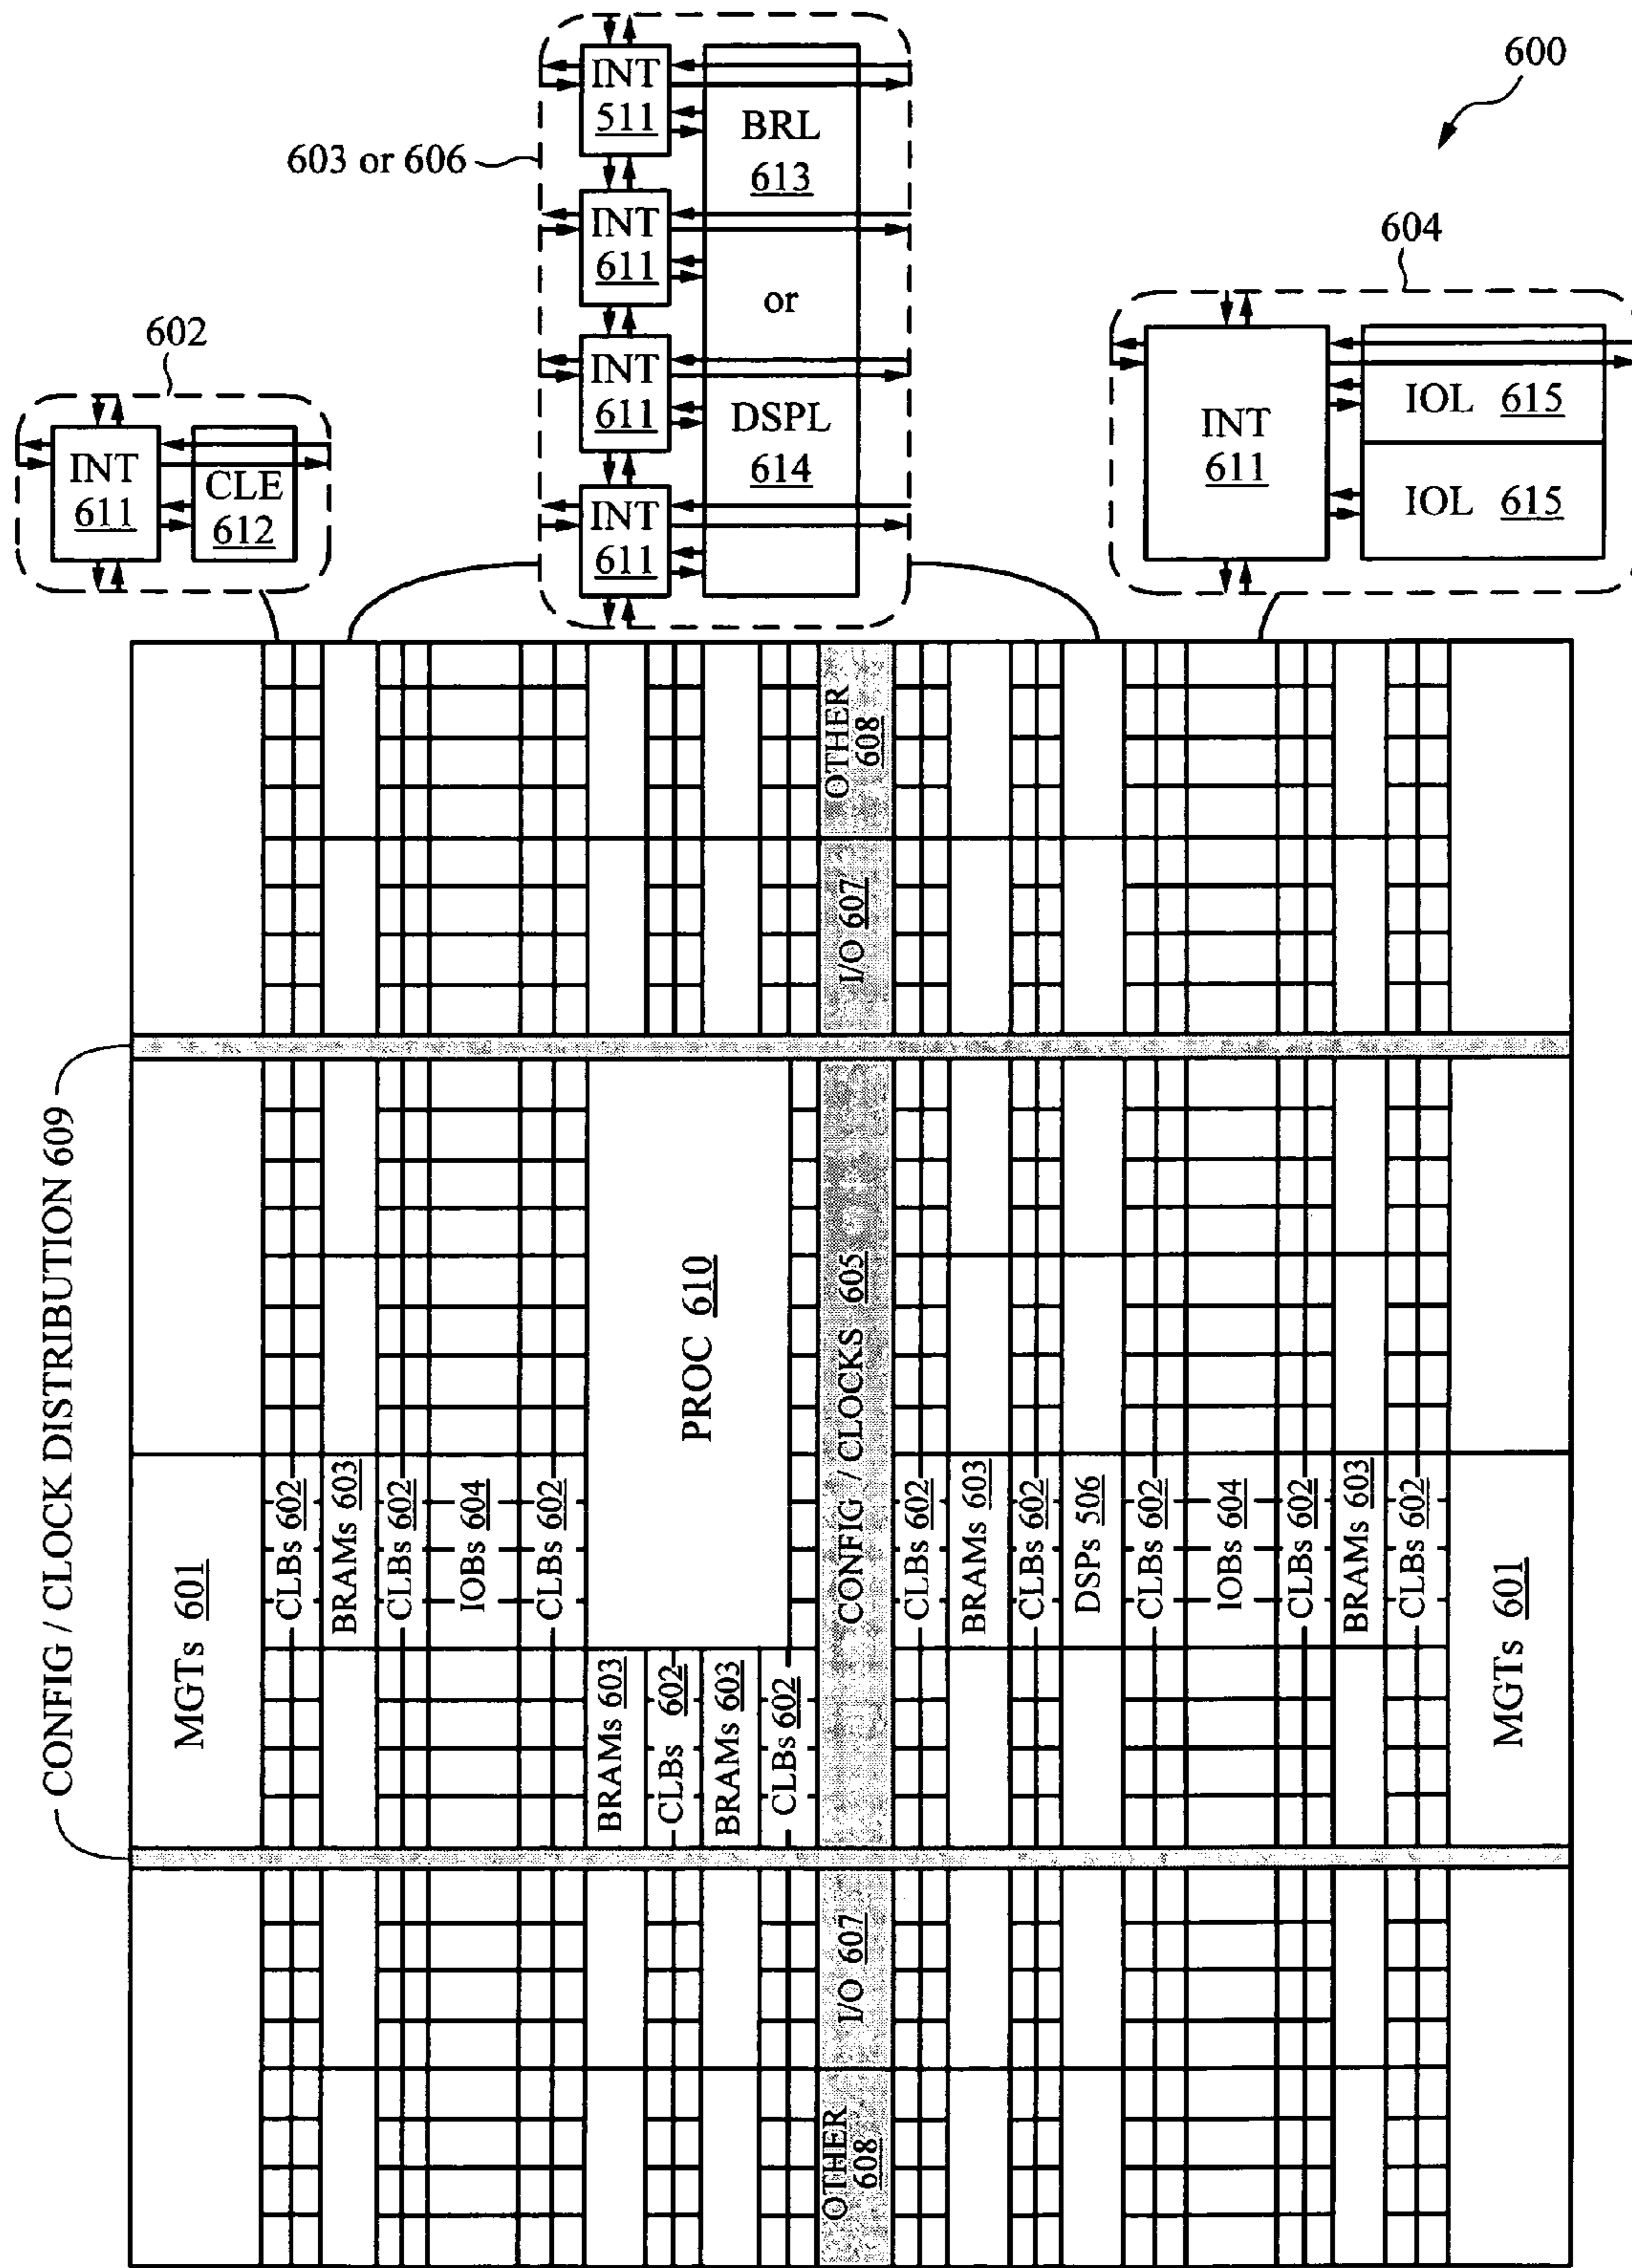 600
603 or 606
INT
511
BRL
613
INT
611
or
INT
611
DSPL
614
INT
611
604
INT
611
IOL 615
IOL 615
602
INT
611
CLE
612
OTHER
608
I/O 607
CONFIG / CLOCK DISTRIBUTION 609
PROC 610
CONFIG / CLOCKS 605
MGTs 601
CLBs 602
BRAMs 603
CLBs 602
IOBs 604
CLBs 602
BRAMs 603
CLBs 602
BRAMs 603
CLBs 602
CLBs 602
BRAMs 603
CLBs 602
DSPs 506
CLBs 602
IOBs 604
CLBs 602
BRAMs 603
CLBs 602
MGTs 601
I/O 607
OTHER
608